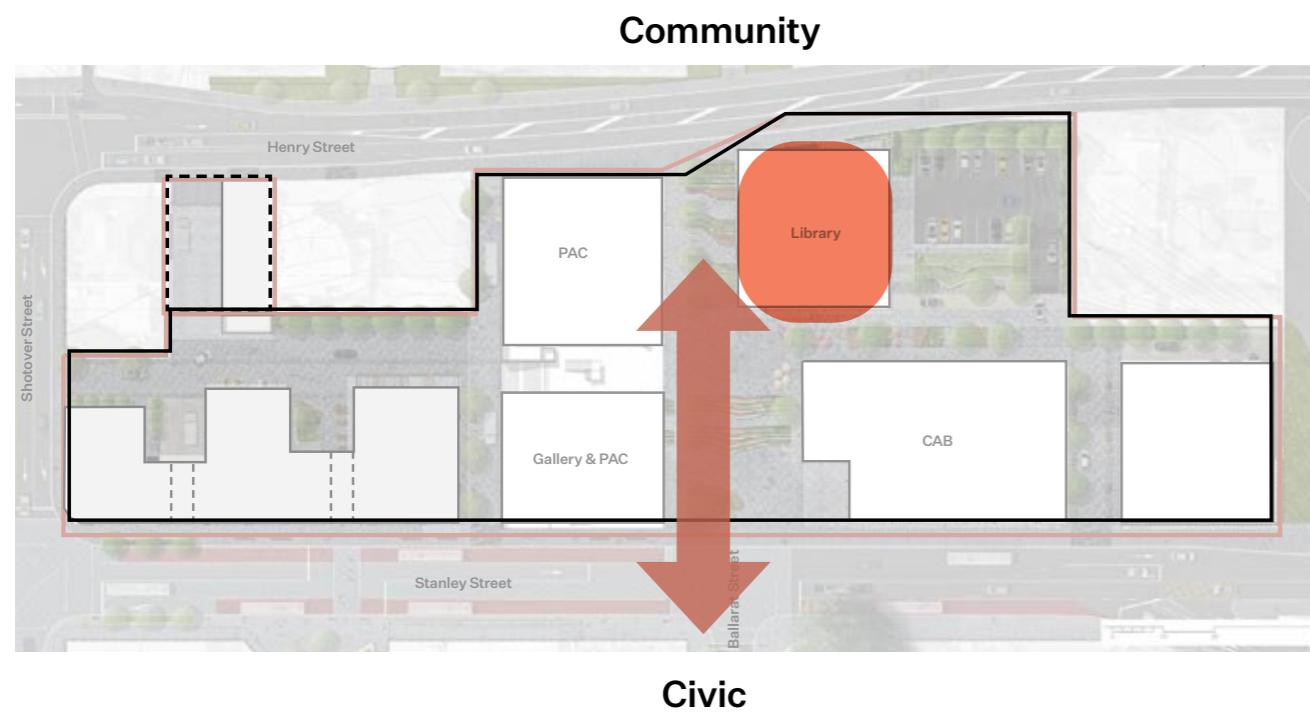 Community
Henry Street
PAC
Library
Shotover Street
Gallery & PAC
CAB
Stanley Street
Ballarat Street
Civic